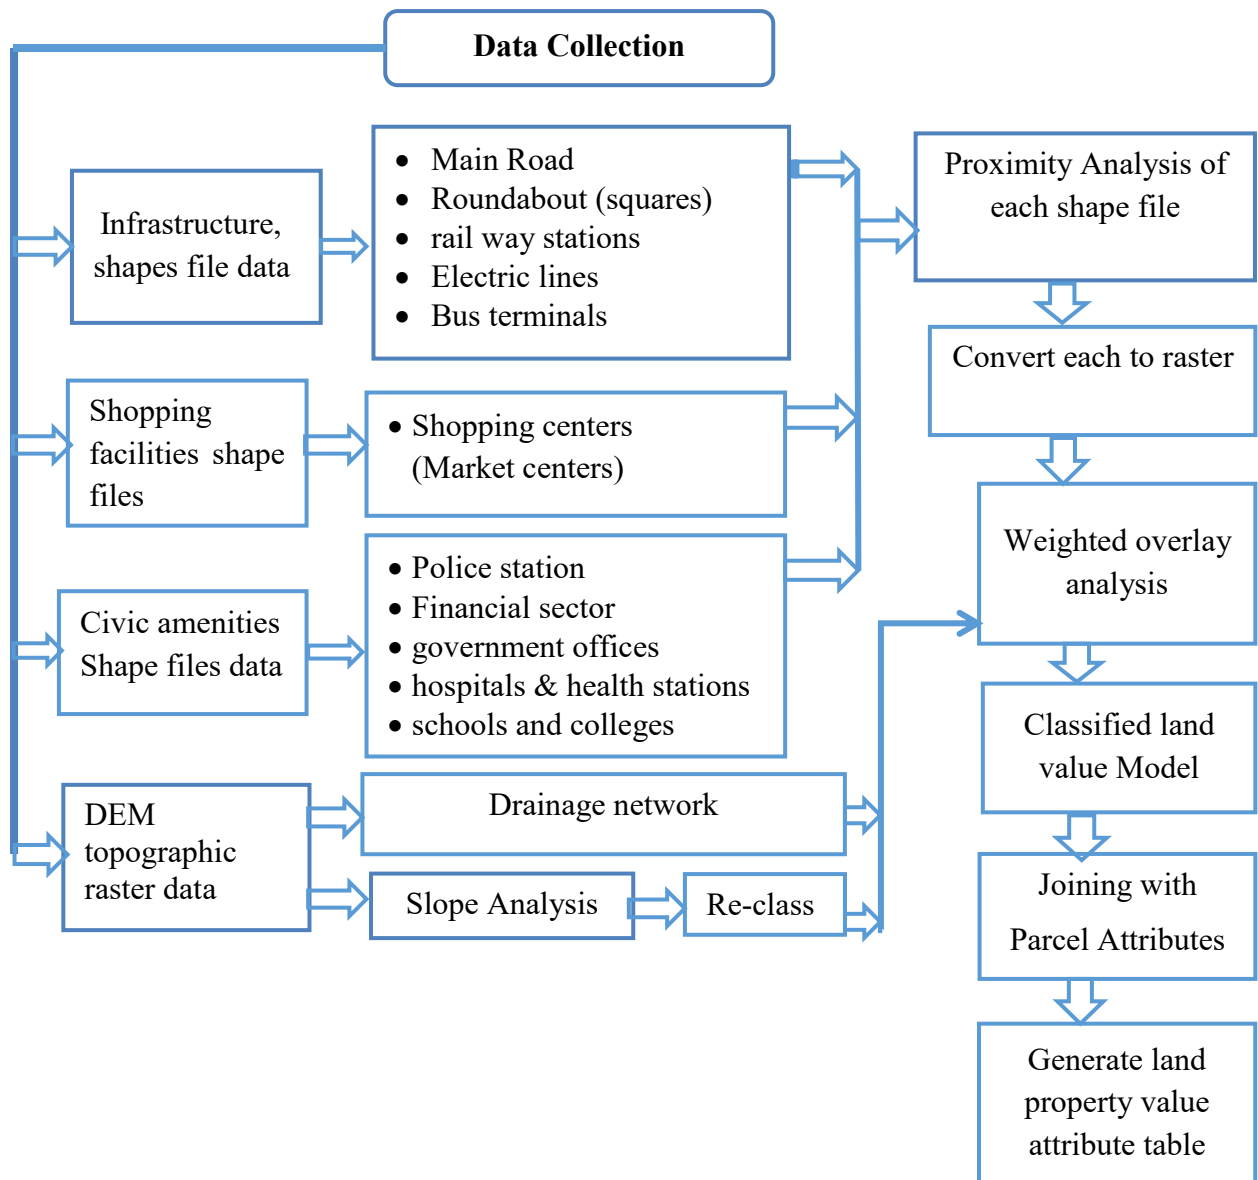 Data Collection
Infrastructure,
shapes file data
• Main Road
• Roundabout (squares)
• rail way stations
• Electric lines
• Bus terminals
Proximity Analysis of
each shape file
Convert each to raster
Shopping
facilities shape
files
• Shopping centers
(Market centers)
Weighted overlay
analysis
Civic amenities
Shape files data
• Police station
• Financial sector
• government offices
• hospitals & health stations
• schools and colleges
Classified land
value Model
DEM
topographic
raster data
Drainage network
Slope Analysis
Re-class
Joining with
Parcel Attributes
Generate land
property value
attribute table